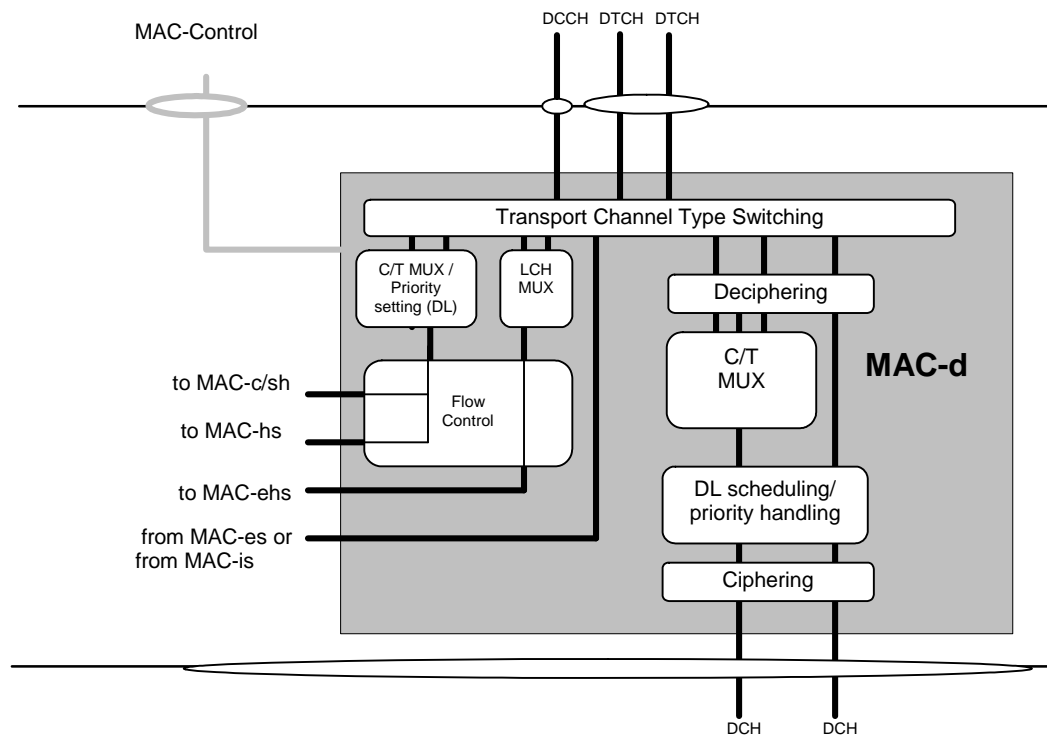 DCCH DTCH DTCH
MAC-Control
Transport Channel Type Switching
C/T MUX /
Priority
setting (DL)
LCH
MUX
Deciphering
C/T
MUX
MAC-d
to MAC-c/sh
Flow
Control
to MAC-hs
to MAC-ehs
DL scheduling/
priority handling
from MAC-es or
from MAC-is
Ciphering
DCH DCH